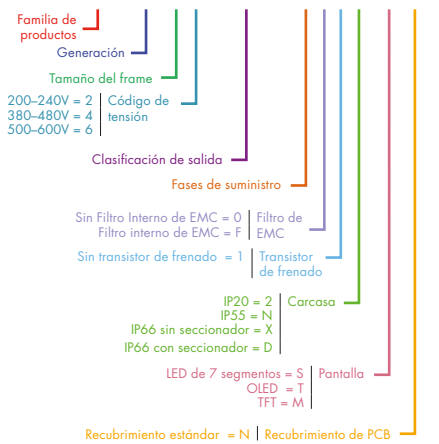 Familia de
productos
Generación
Tamaño del frame
200–240V = 2
380–480V = 4
500–600V = 6
Código de
tensión
Clasificación de salida
Fases de suministro
Sin Filtro Interno de EMC = 0
Filtro interno de EMC = F
Filtro de
EMC
Sin transistor de frenado = 1
Transistor
de frenado
IP20 = 2
IP55 = N
IP66 sin seccionador = X
IP66 con seccionador = D
Carcasa
LED de 7 segmentos = S
OLED = T
TFT = M
Pantalla
Recubrimiento estándar = N
Recubrimiento de PCB